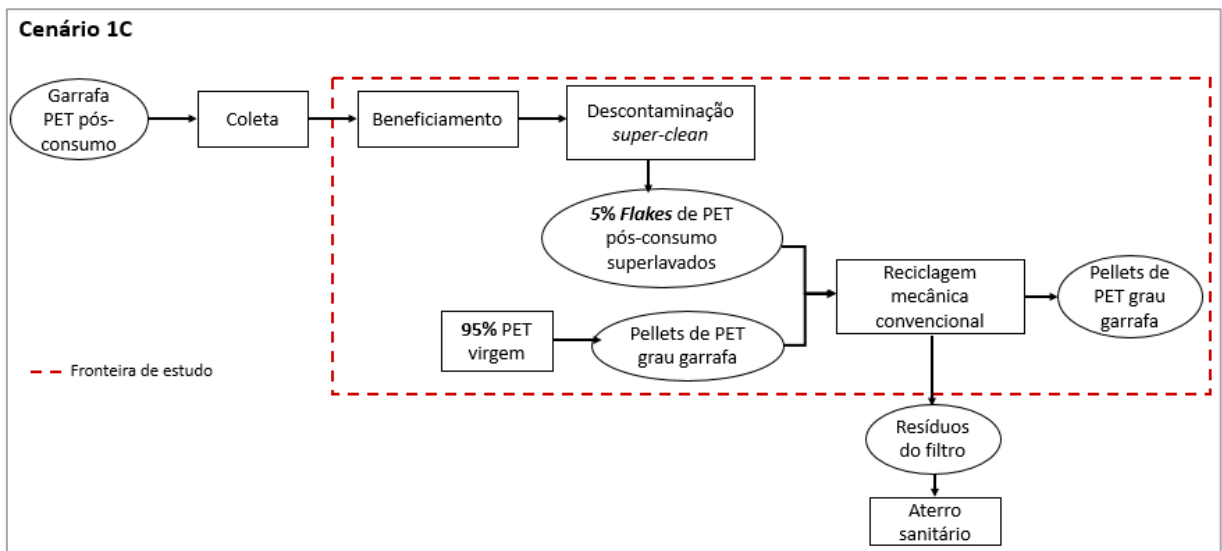 Cenário 1C
Garrafa
PET pós-
consumo
Coleta
Beneficiamento
Descontaminação
super-clean
5% Flakes de PET
pós-consumo
superlavados
95% PET
virgem
Pellets de PET
grau garrafa
Reciclagem
mecânica
convencional
Pellets de
PET grau
garrafa
Fronteira de estudo
Resíduos
do filtro
Aterro
sanitário